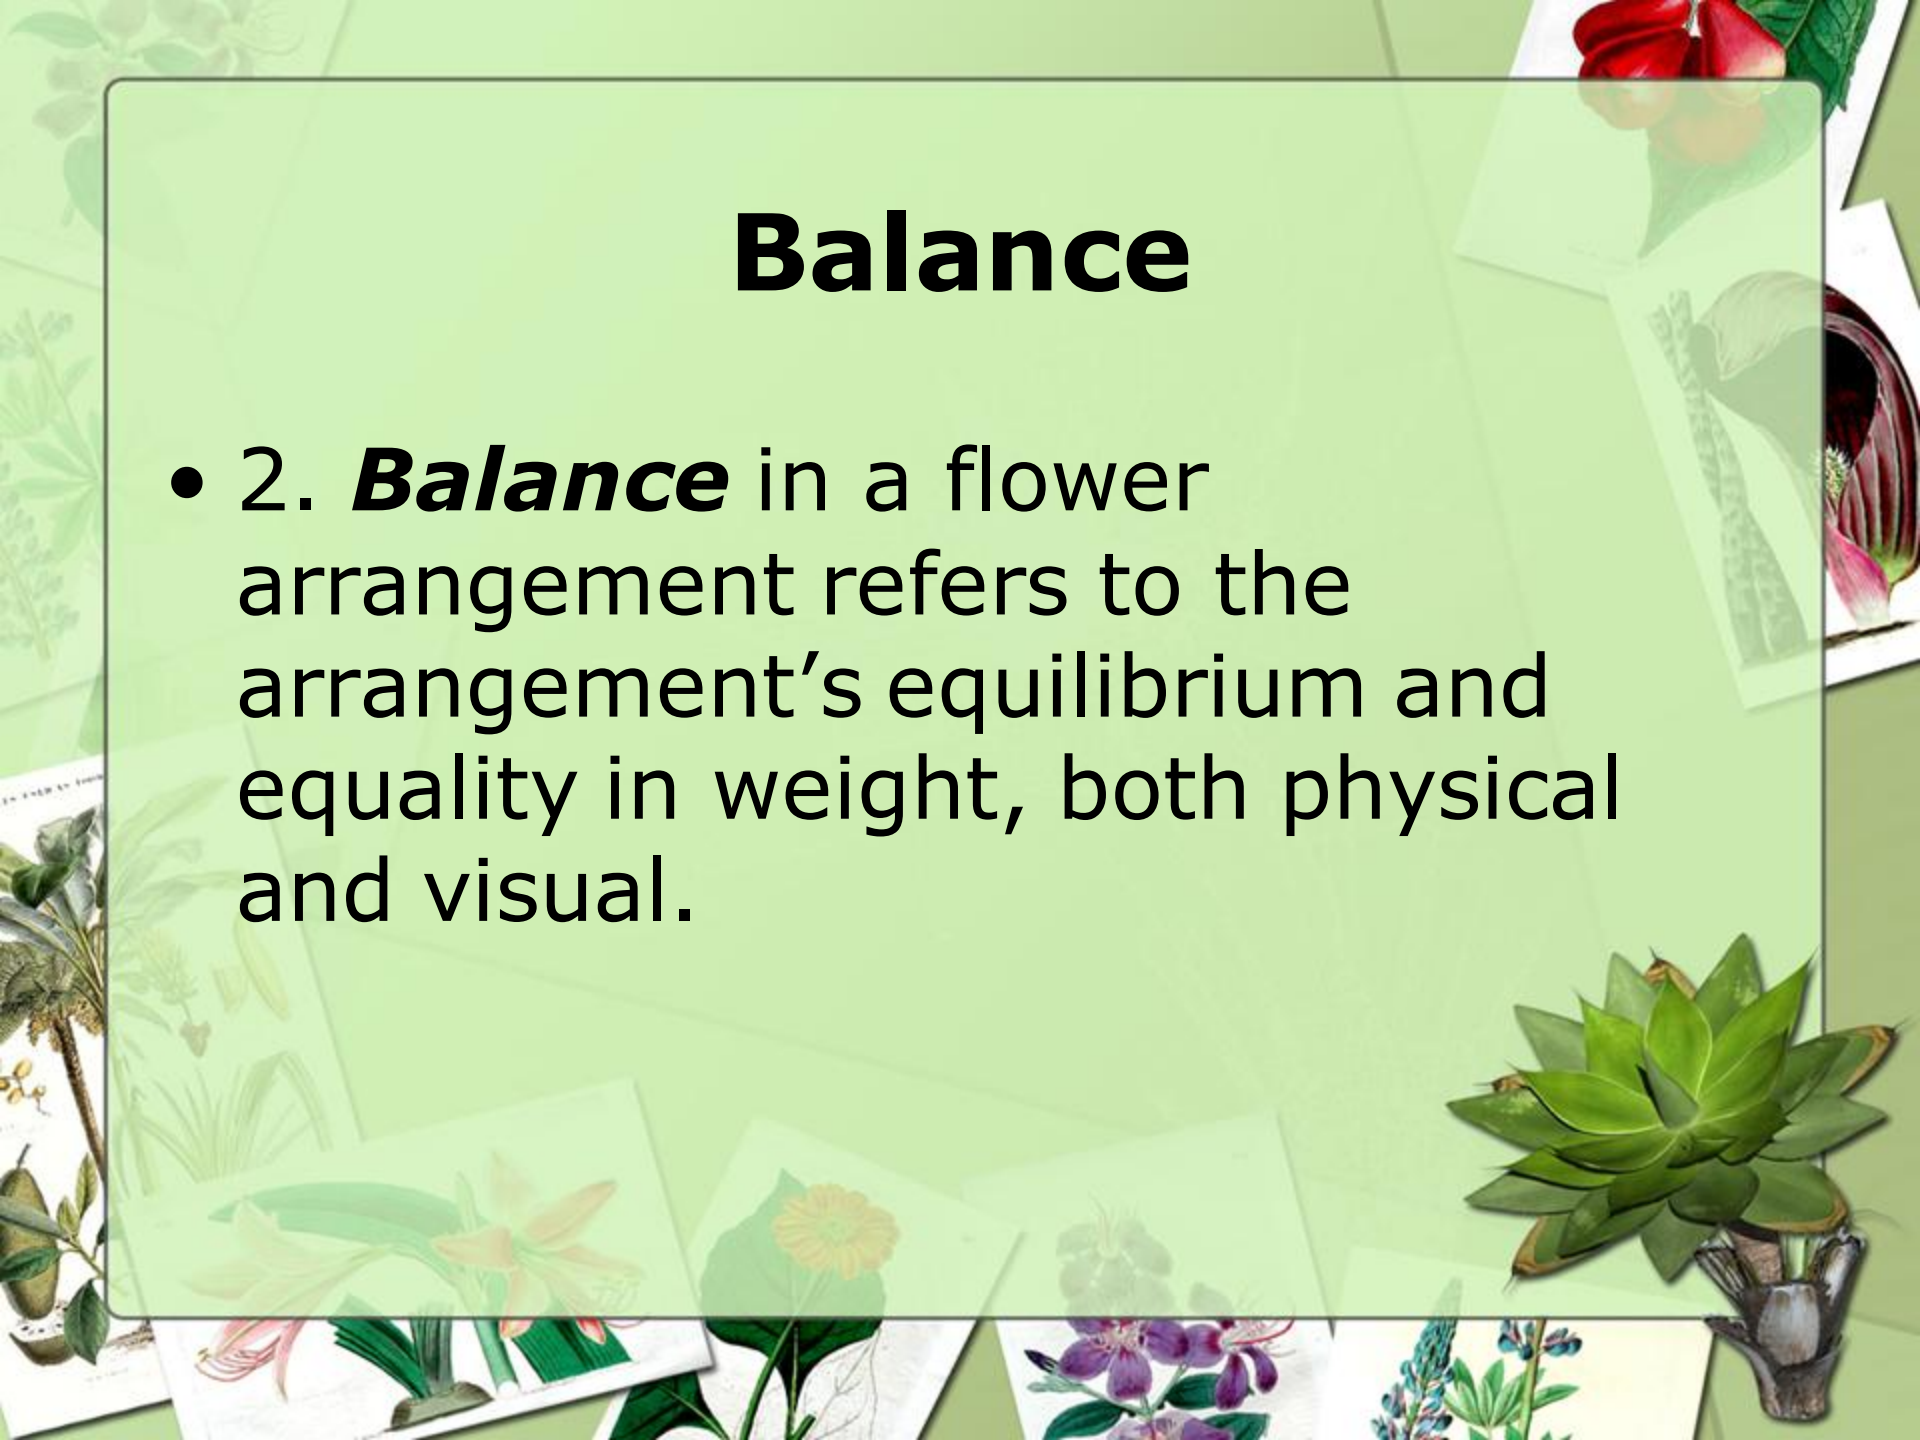 Balance
• 2. Balance in a flower
arrangement refers to the
arrangement’s equilibrium and
equality in weight, both physical
and visual.